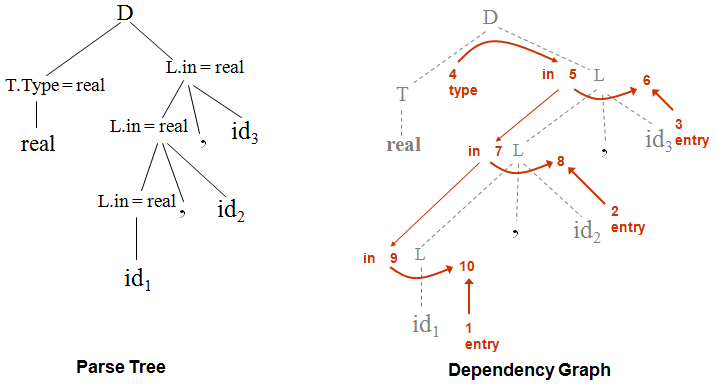 D
T.Type = real
L.in = real
real
L.in = real
,
id3
L.in = real
,
id2
id1
Parse Tree
D
4
type
in 5 L
6
T
real
3
entry
id3
,
in 7 L
8
2
entry
id2
,
in 9 L
10
id1
1
entry
Dependency Graph